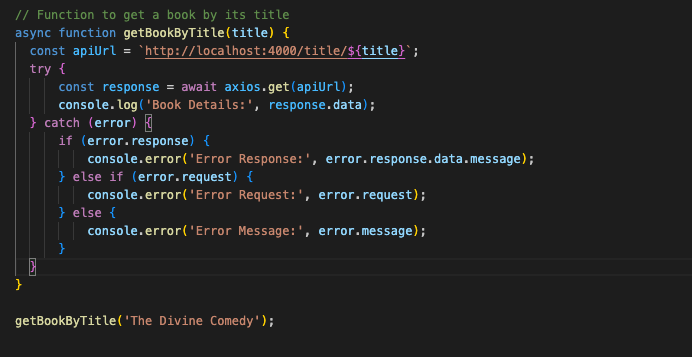 // Function to get a book by its title
async function getBookByTitle(title) {
  const apiUrl = `http://localhost:4000/title/${title}`;
  try {
      const response = await axios.get(apiUrl);
      console.log('Book Details:', response.data);
  } catch (error) {
      if (error.response) {
          console.error('Error Response:', error.response.data.message);
      } else if (error.request) {
          console.error('Error Request:', error.request);
      } else {
          console.error('Error Message:', error.message);
      }
  }
}

getBookByTitle('The Divine Comedy');